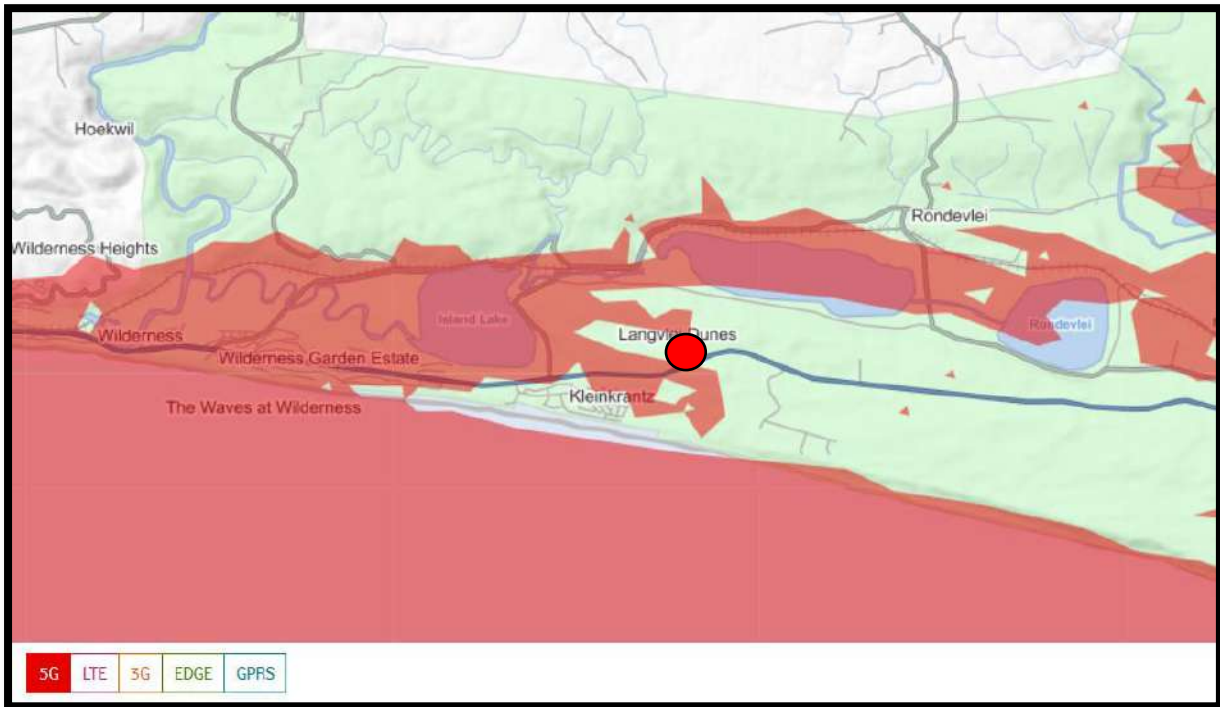 Hoekwil
Rondevlei
Wilderness Heights
Inland Lake
Rondevlei
Wilderness
Langvlei Dunes
Wilderness Garden Estate
Kleinkrantz
The Waves at Wilderness
5G LTE 3G EDGE GPRS